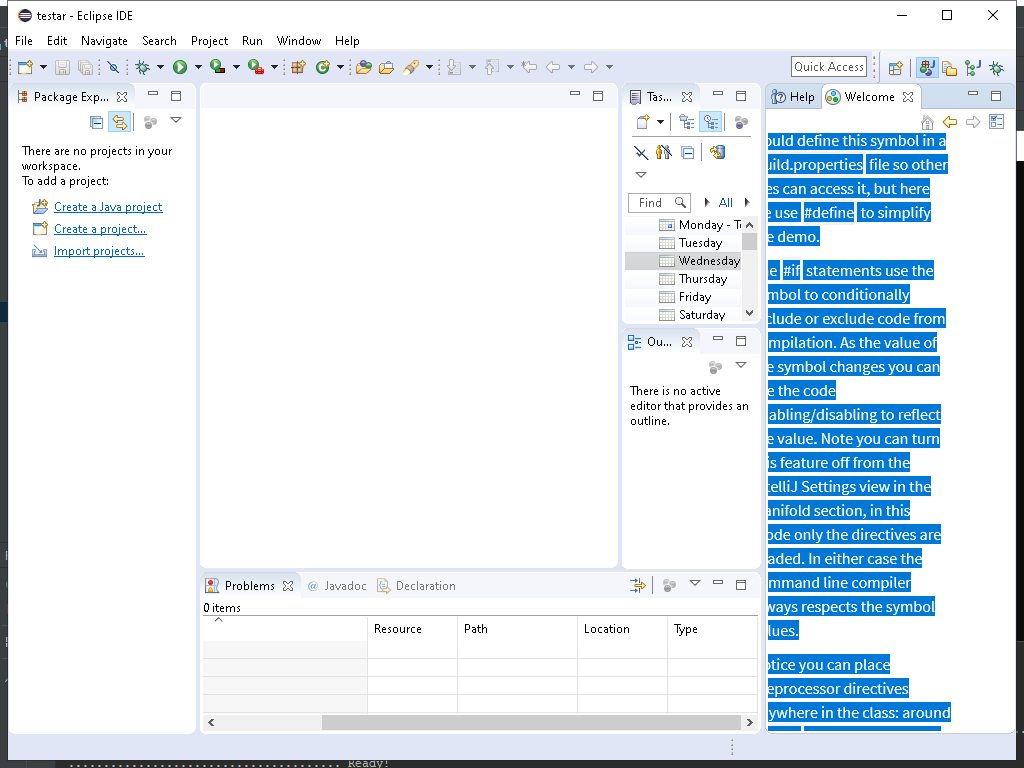 testar - Eclipse IDE
File Edit Navigate Search Project Run Window Help
Quick Access
Package Exp...
There are no projects in your
workspace.
To add a project:
Create a Java project
Create a project...
Import projects...
Tas...
Find
All
Monday - T
Tuesday
Wednesday
Thursday
Friday
Saturday
Ou...
There is no active
editor that provides an
outline.
Help
Welcome
ould define this symbol in a
uild.properties file so other
es can access it, but here
e use #define to simplify
e demo.
e #if statements use the
mbol to conditionally
clude or exclude code from
mpilation. As the value of
e symbol changes you can
e the code
abling/disabling to reflect
e value. Note you can turn
is feature off from the
telliJ Settings view in the
anifold section, in this
ode only the directives are
aded. In either case the
mmand line compiler
ways respects the symbol
lues.
otice you can place
eprocessor directives
ywhere in the class: around
Problems @ Javadoc Declaration
0 items
Resource Path Location Type
Ready!